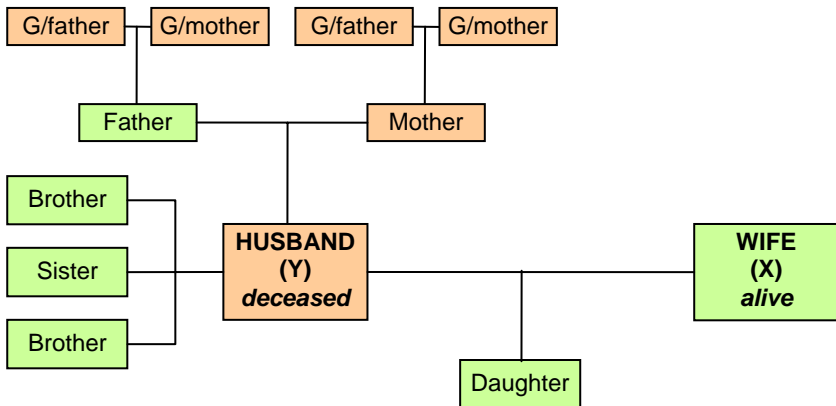 G/father G/mother G/father G/mother
Father Mother
Brother
HUSBAND
(Y)
deceased
WIFE
(X)
alive
Sister
Brother
Daughter